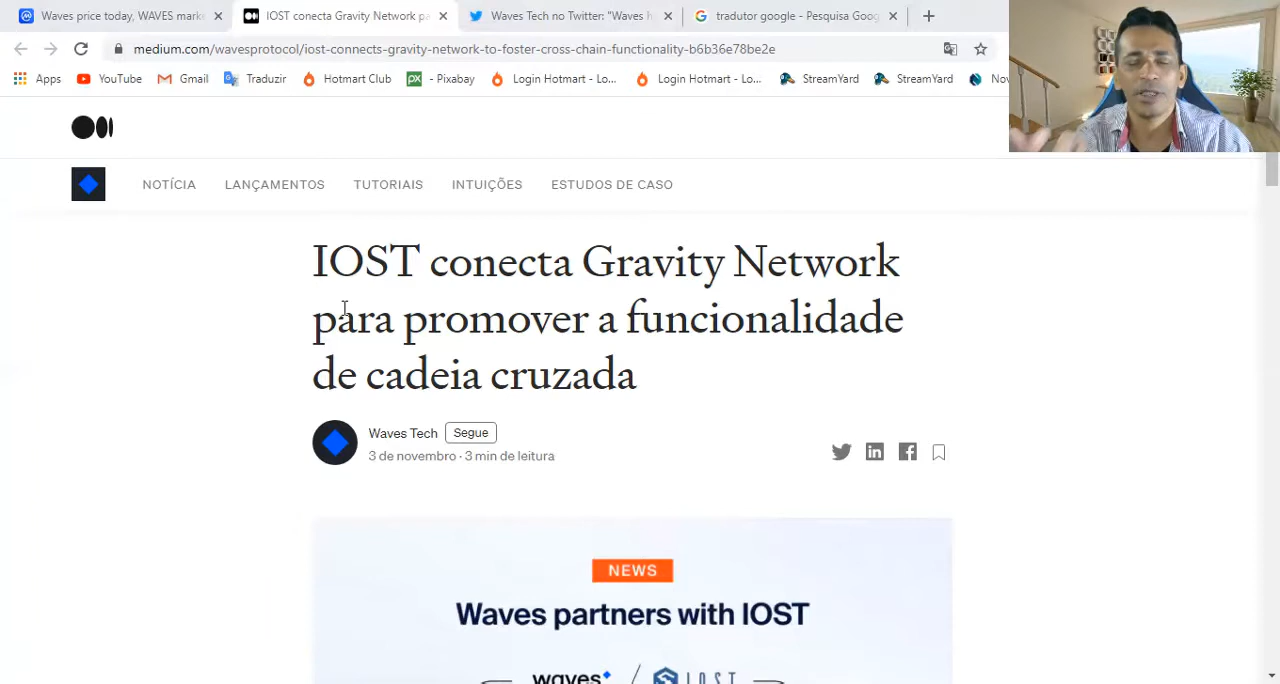 Waves price today, WAVES mark
IOST conecta Gravity Network pa
Waves Tech no Twitter: "Waves h
tradutor google - Pesquisa Goog
medium.com/wavesprotocol/iost-connects-gravity-network-to-foster-cross-chain-functionality-b6b36e78be2e
Apps
YouTube
Gmail
Traduzir
Hotmart Club
- Pixabay
Login Hotmart - Lo...
Login Hotmart - Lo...
StreamYard
StreamYard
Nov
NOTÍCIA
LANÇAMENTOS
TUTORIAIS
INTUIÇÕES
ESTUDOS DE CASO
IOST conecta Gravity Network
para promover a funcionalidade
de cadeia cruzada
Waves Tech
Segue
3 de novembro · 3 min de leitura
NEWS
Waves partners with IOST
waves
IOST